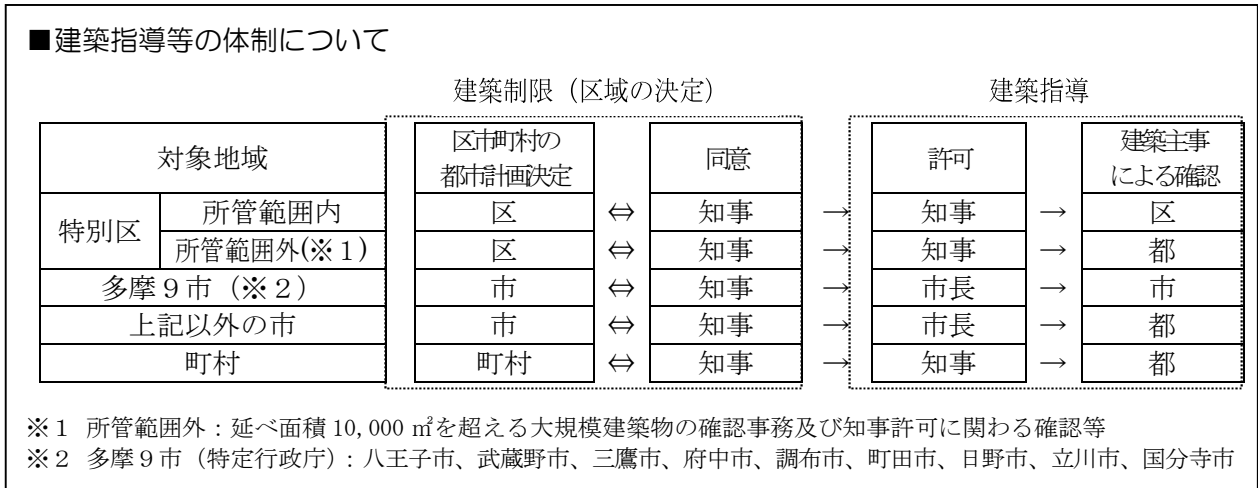 ■建築指導等の体制について
建築制限（区域の決定） 建築指導
対象地域 区市町村の都市計画決定 同意 許可 建築主事による確認
特別区 所管範囲内 区 ⇔ 知事 → 知事 → 区
所管範囲外(※１) 区 ⇔ 知事 → 知事 → 都
多摩９市（※２） 市 ⇔ 知事 → 市長 → 市
上記以外の市 市 ⇔ 知事 → 市長 → 都
町村 町村 ⇔ 知事 → 知事 → 都
※１ 所管範囲外：延べ面積 10,000 ㎡を超える大規模建築物の確認事務及び知事許可に関わる確認等
※２ 多摩９市（特定行政庁）：八王子市、武蔵野市、三鷹市、府中市、調布市、町田市、日野市、立川市、国分寺市